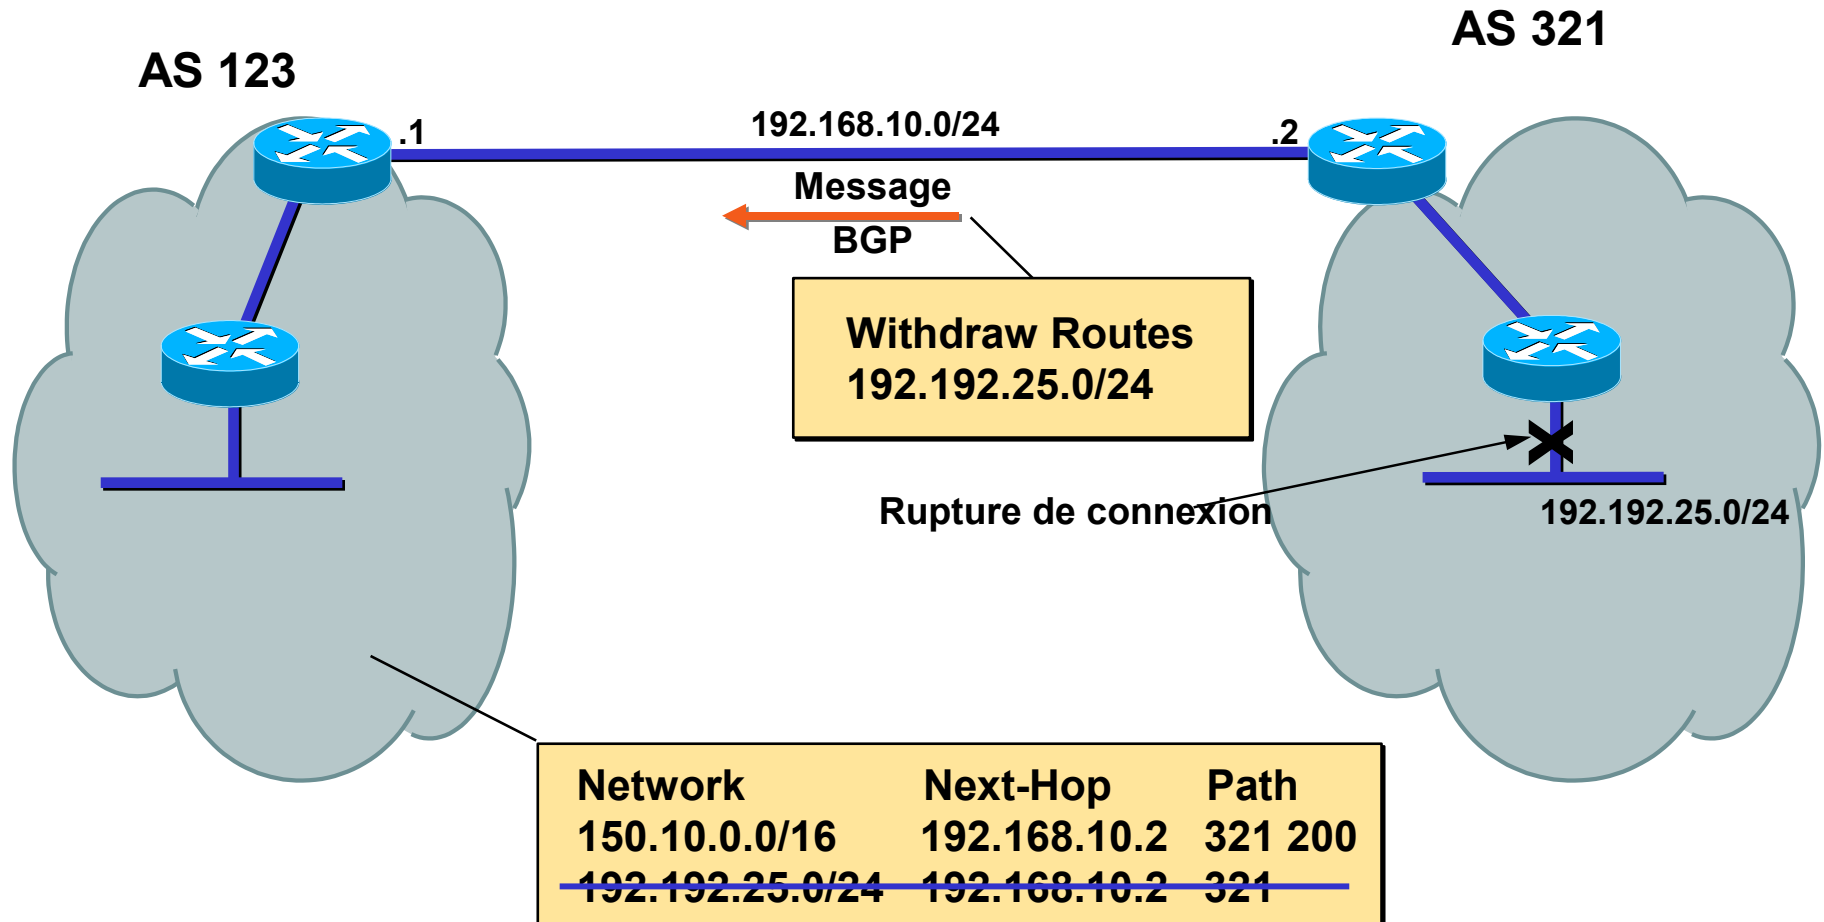 AS 321
AS 123
.1
192.168.10.0/24
.2
Message
BGP
Withdraw Routes
192.192.25.0/24
Rupture de connexion
192.192.25.0/24
Network Next-Hop Path
150.10.0.0/16 192.168.10.2 321 200
192.192.25.0/24 192.168.10.2 321